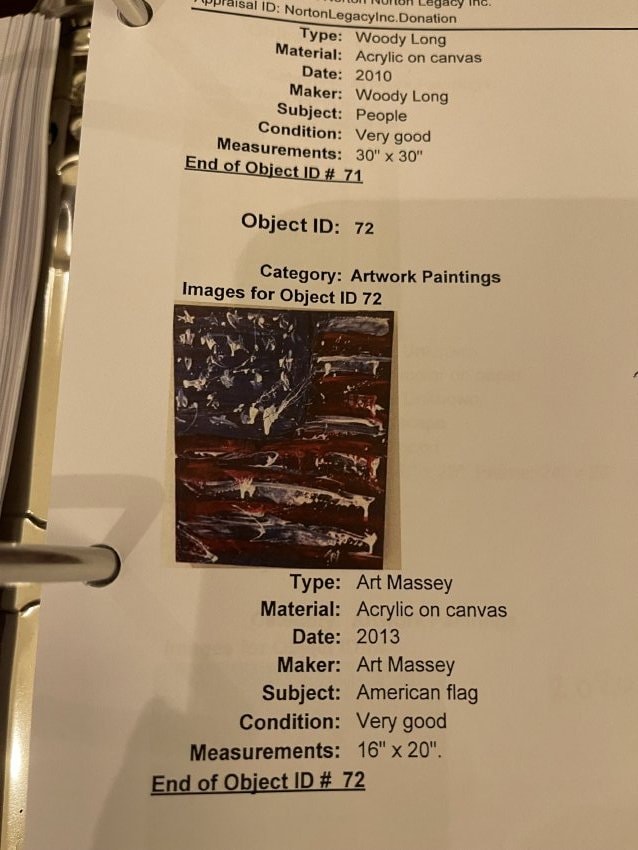 Norton Legacy Inc.
Appraisal ID: NortonLegacyInc.Donation
Type: Woody Long
Material: Acrylic on canvas
Date: 2010
Maker: Woody Long
Subject: People
Condition: Very good
Measurements: 30" x 30"
End of Object ID # 71
Object ID: 72
Category: Artwork Paintings
Images for Object ID 72
Type: Art Massey
Material: Acrylic on canvas
Date: 2013
Maker: Art Massey
Subject: American flag
Condition: Very good
Measurements: 16" x 20".
End of Object ID # 72